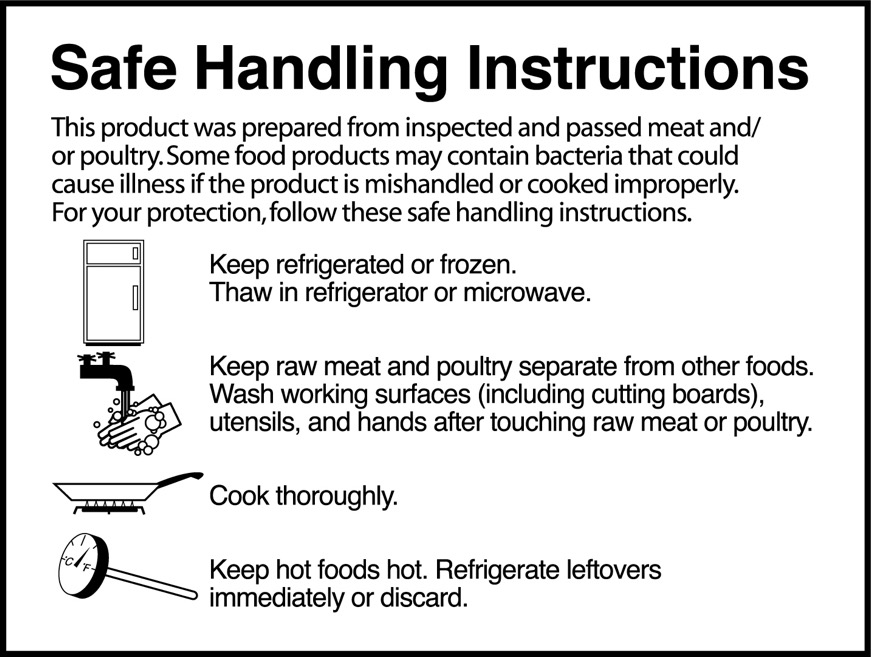 Safe Handling Instructions
This product was prepared from inspected and passed meat and/
or poultry. Some food products may contain bacteria that could
cause illness if the product is mishandled or cooked improperly.
For your protection, follow these safe handling instructions.
Keep refrigerated or frozen.
Thaw in refrigerator or microwave.
Keep raw meat and poultry separate from other foods.
Wash working surfaces (including cutting boards),
utensils, and hands after touching raw meat or poultry.
Cook thoroughly.
°C °F
Keep hot foods hot. Refrigerate leftovers
immediately or discard.